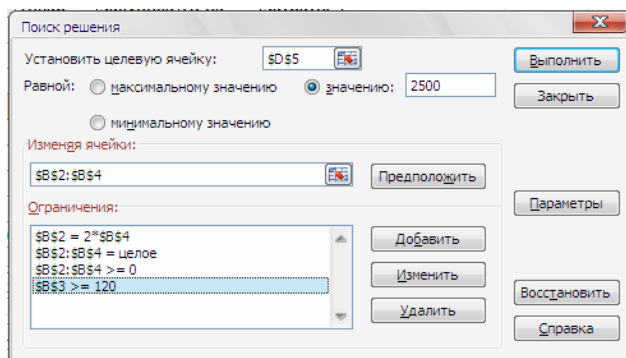 Поиск решения
Установить целевую ячейку: $D$5
Выполнить
Равной: максимальному значению значению: 2500
Закрыть
минимальному значению
Изменяя ячейки:
$B$2:$B$4
Предположить
Параметры
Ограничения:
$B$2 = 2*$B$4
$B$2:$B$4 = целое
$B$2:$B$4 >= 0
$B$3 >= 120
Добавить
Изменить
Удалить
Восстановить
Справка